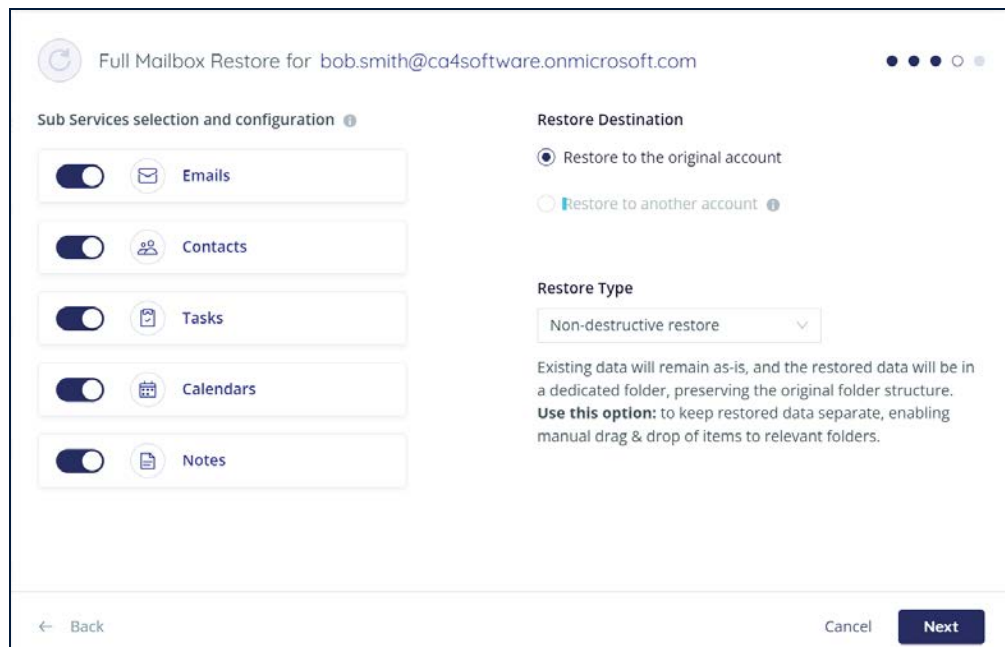 Full Mailbox Restore for bob.smith@ca4software.onmicrosoft.com
Sub Services selection and configuration
Emails
Contacts
Tasks
Calendars
Notes
Restore Destination
Restore to the original account
Restore to another account
Restore Type
Non-destructive restore
Existing data will remain as-is, and the restored data will be in
a dedicated folder, preserving the original folder structure.
Use this option: to keep restored data separate, enabling
manual drag & drop of items to relevant folders.
Back
Cancel
Next